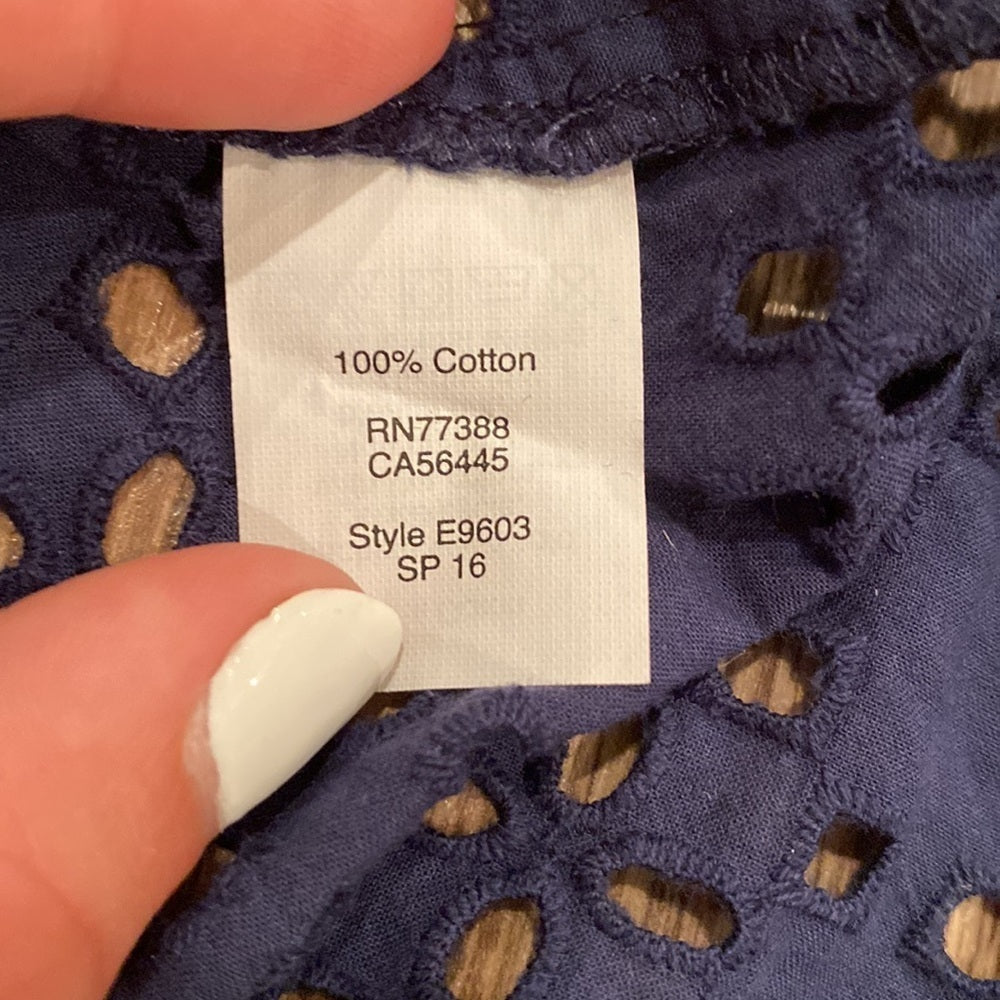 100% Cotton
RN77388
CA56445
Style E9603
SP 16